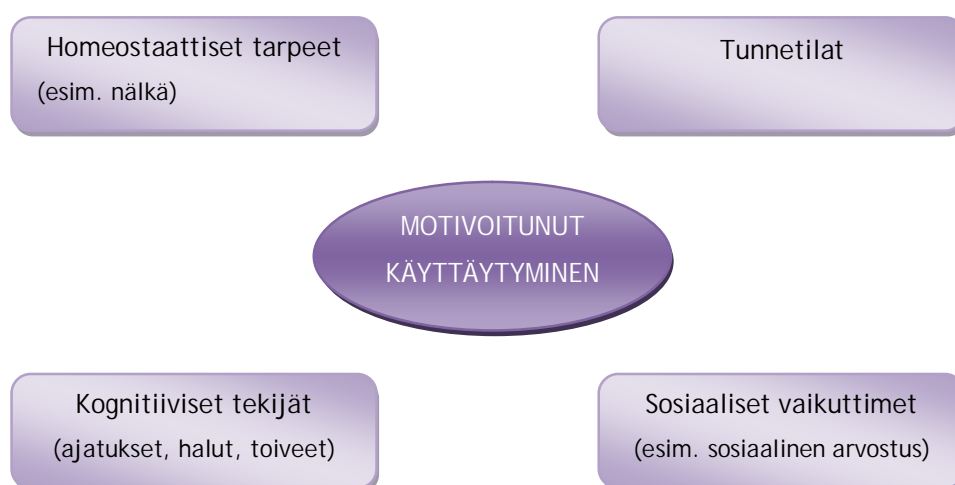 Homeostaattiset tarpeet
(esim. nälkä)
Tunnetilat
MOTIVOITUNUT
KÄYTTÄYTYMINEN
Kognitiiviset tekijät
(ajatukset, halut, toiveet)
Sosiaaliset vaikuttimet
(esim. sosiaalinen arvostus)